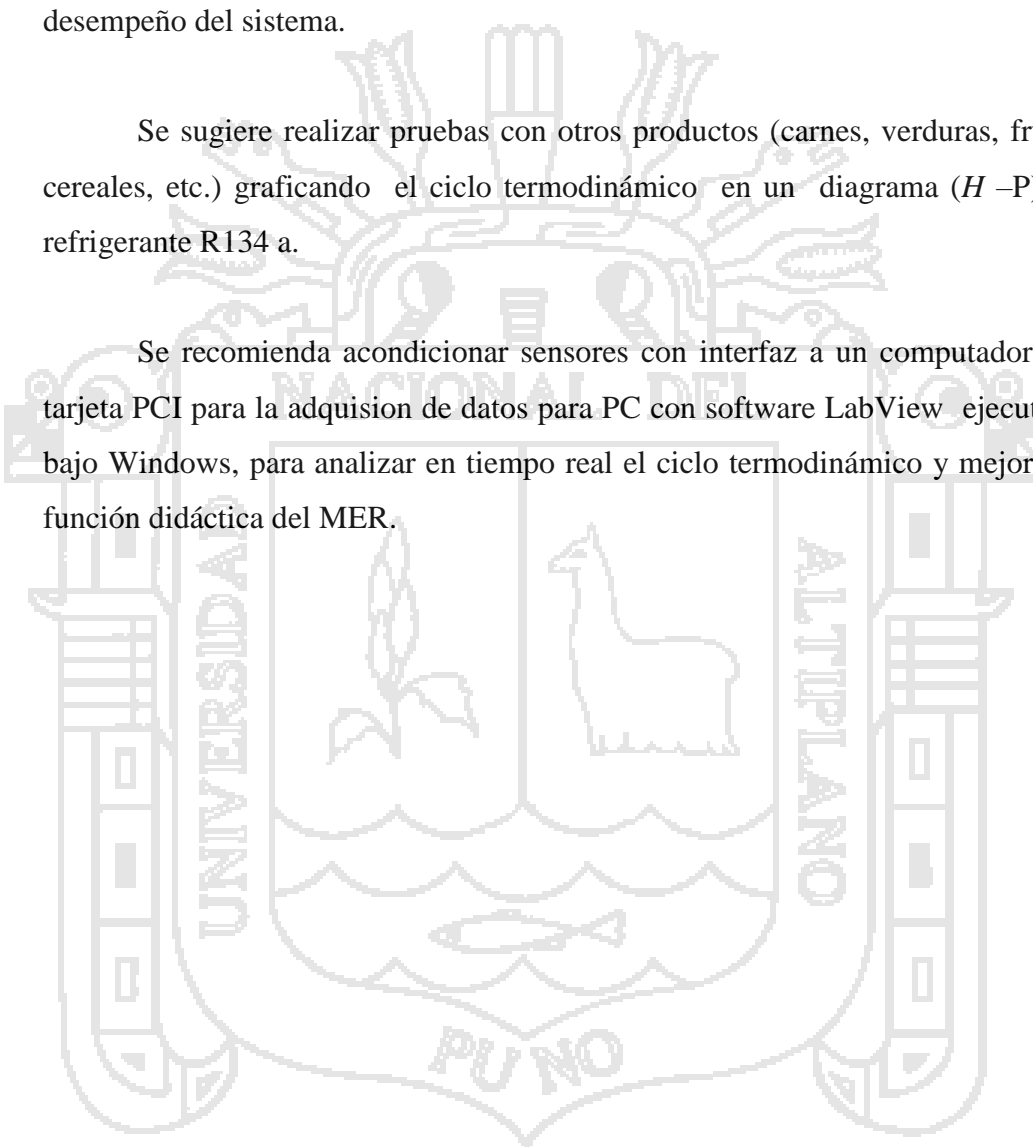 desempeño del sistema.
Se sugiere realizar pruebas con otros productos (carnes, verduras, fr
cereales, etc.) graficando el ciclo termodinámico en un diagrama (H –P)
refrigerante R134 a.
Se recomienda acondicionar sensores con interfaz a un computador
tarjeta PCI para la adquision de datos para PC con software LabView ejecut
bajo Windows, para analizar en tiempo real el ciclo termodinámico y mejor
función didáctica del MER.
NACIONAL DEL
UNIVERSIDAD
ALTIPLANO
PUNO